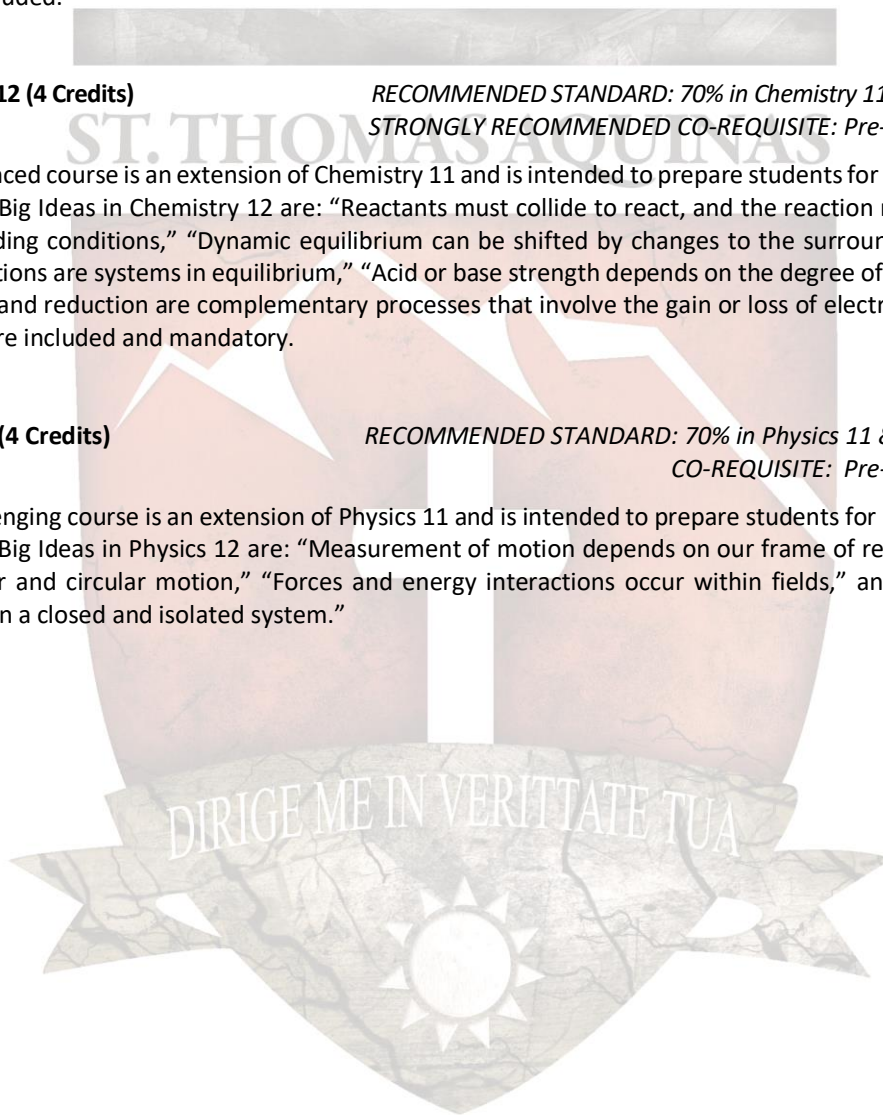 uded.
12 (4 Credits) RECOMMENDED STANDARD: 70% in Chemistry 11
STRONGLY RECOMMENDED CO-REQUISITE: Pre-
ST. THOMAS AQUINAS
nced course is an extension of Chemistry 11 and is intended to prepare students for
Big Ideas in Chemistry 12 are: “Reactants must collide to react, and the reaction
ding conditions,” “Dynamic equilibrium can be shifted by changes to the surroun
tions are systems in equilibrium,” “Acid or base strength depends on the degree of
and reduction are complementary processes that involve the gain or loss of electr
re included and mandatory.
(4 Credits) RECOMMENDED STANDARD: 70% in Physics 11 &
CO-REQUISITE: Pre-
enging course is an extension of Physics 11 and is intended to prepare students for
Big Ideas in Physics 12 are: “Measurement of motion depends on our frame of re
r and circular motion,” “Forces and energy interactions occur within fields,” an
n a closed and isolated system.”
DIRIGE ME IN VERITTATE TUA